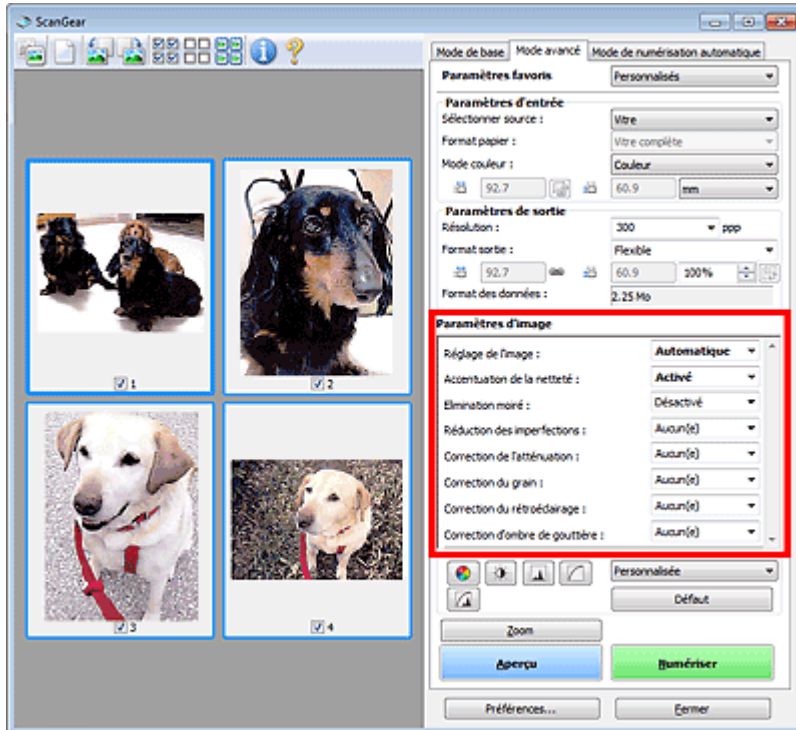 ScanGear
Mode de base Mode avancé Mode de numérisation automatique
Paramètres favoris Personnalisés
Paramètres d'entrée
Sélectionner source : Vitre
Format papier : Vitre complète
Mode couleur : Couleur
92.7 60.9 mm
Paramètres de sortie
Résolution : 300 ppp
Format sortie : Flexible
92.7 60.9 100%
Format des données : 2.25 Mo
Paramètres d'image
Réglage de l'image : Automatique
Accentuation de la netteté : Activé
Elimination moiré : Désactivé
Réduction des imperfections : Aucun(e)
Correction de l'atténuation : Aucun(e)
Correction du grain : Aucun(e)
Correction du rétroéclairage : Aucun(e)
Correction d'ombre de gouttière : Aucun(e)
Personnalisée
Défaut
Zoom
Aperçu Numériser
Préférences... Fermer
1
2
3
4